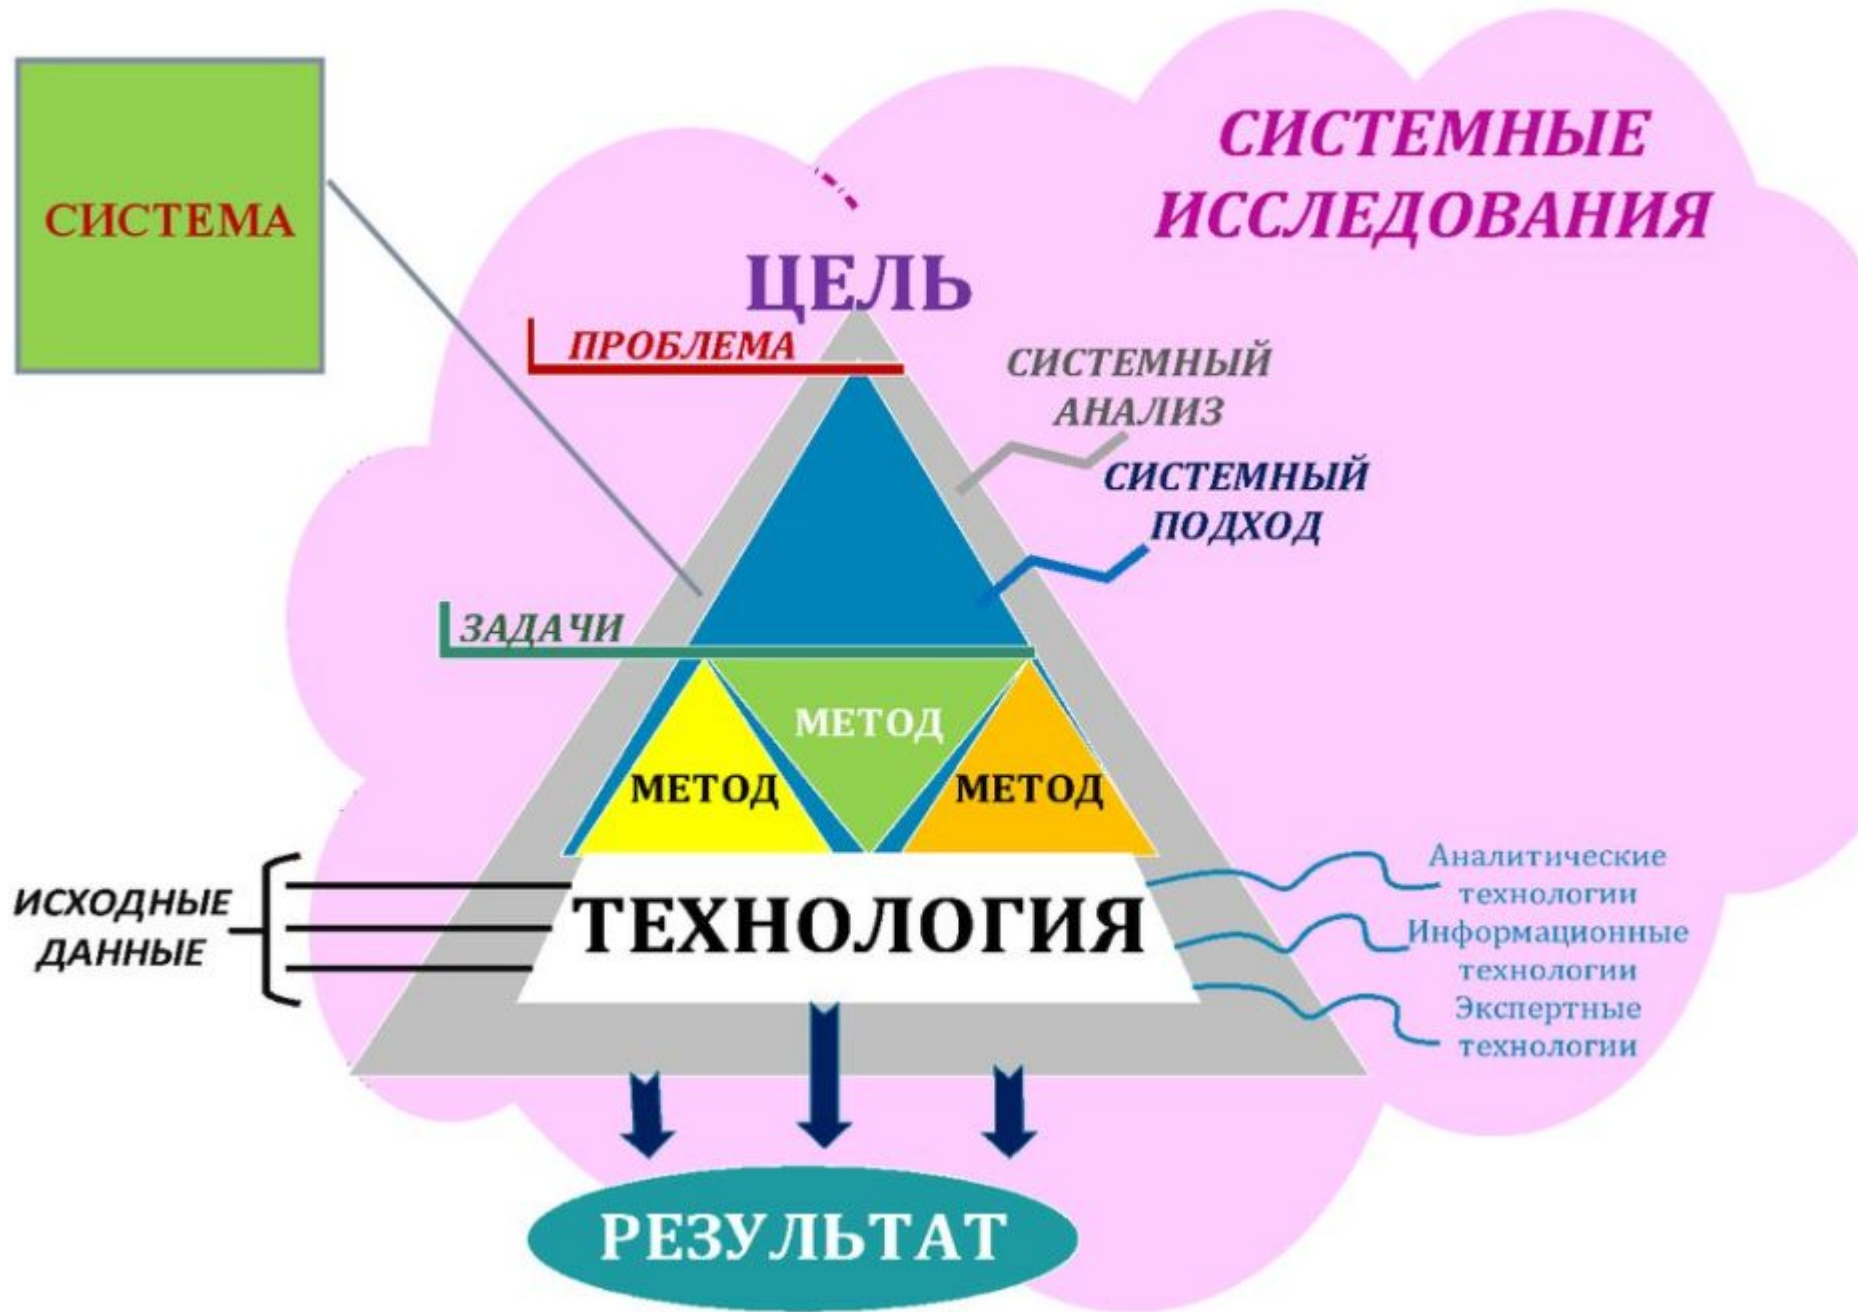 СИСТЕМНЫЕ
ИССЛЕДОВАНИЯ
СИСТЕМА
ЦЕЛЬ
ПРОБЛЕМА
СИСТЕМНЫЙ
АНАЛИЗ
СИСТЕМНЫЙ
ПОДХОД
ЗАДАЧИ
МЕТОД
МЕТОД
МЕТОД
ИСХОДНЫЕ
ДАННЫЕ
ТЕХНОЛОГИЯ
Аналитические
технологии
Информационные
технологии
Экспертные
технологии
РЕЗУЛЬТАТ